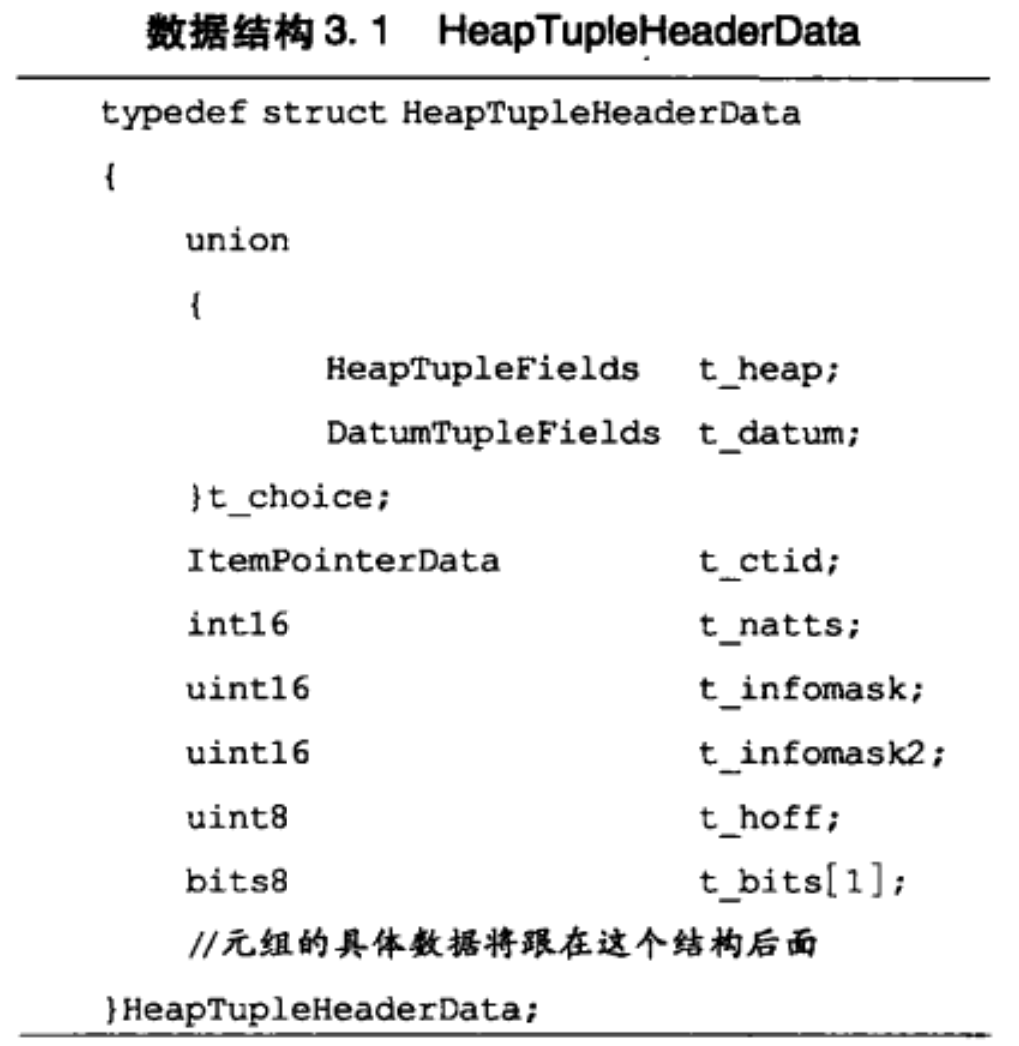 数据结构 3.1 HeapTupleHeaderData
typedef struct HeapTupleHeaderData
{
union
{
HeapTupleFields t_heap;
DatumTupleFields t_datum;
}t_choice;
ItemPointerData t_ctid;
int16 t_natts;
uint16 t_infomask;
uint16 t_infomask2;
uint8 t_hoff;
bits8 t_bits[1];
//元组的具体数据将跟在这个结构后面
}HeapTupleHeaderData;